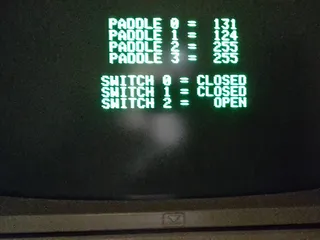 PADDLE 0 = 131
PADDLE 1 = 124
PADDLE 2 = 255
PADDLE 3 = 255
SWITCH 0 = CLOSED
SWITCH 1 = CLOSED
SWITCH 2 = OPEN